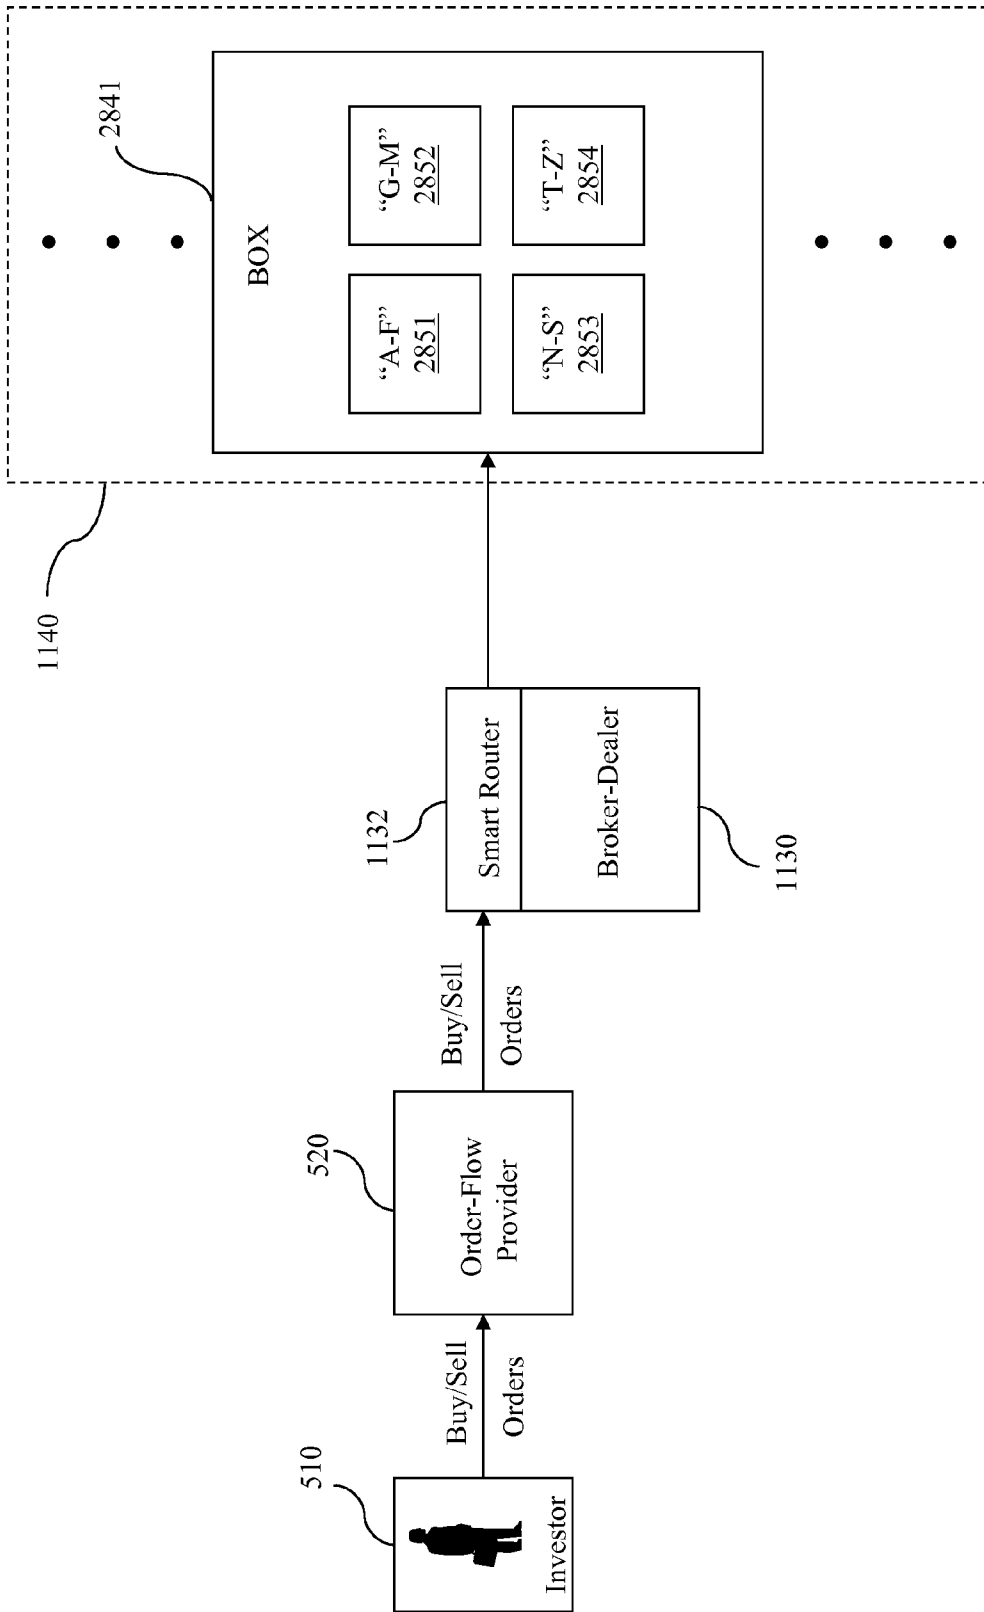 510
Investor
Buy/Sell
Orders
520
Order-Flow
Provider
Buy/Sell
Orders
1132
Smart Router
Broker-Dealer
1130
1140
2841
BOX
“A-F”
2851
“G-M”
2852
“N-S”
2853
“T-Z”
2854